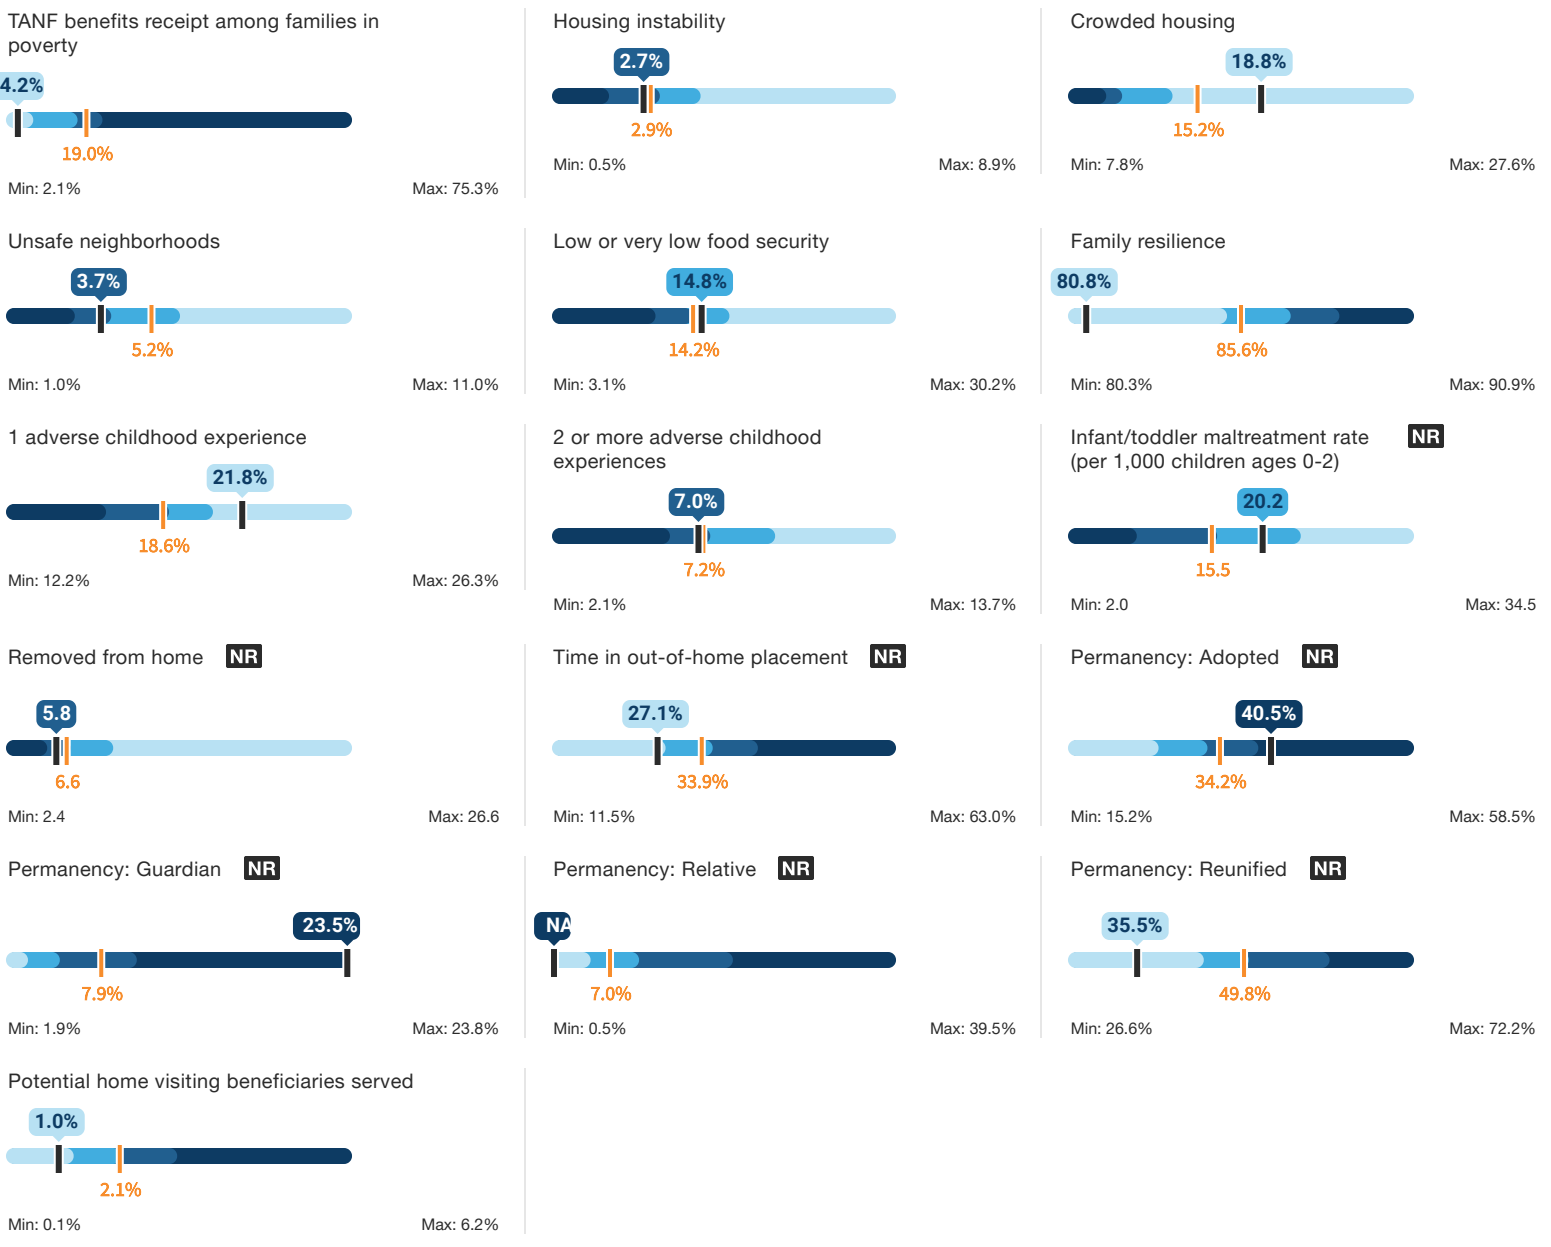 TANF benefits receipt among families in
poverty
4.2%
19.0%
Min: 2.1%
Max: 75.3%
Housing instability
2.7%
2.9%
Min: 0.5%
Max: 8.9%
Crowded housing
18.8%
15.2%
Min: 7.8%
Max: 27.6%
Unsafe neighborhoods
3.7%
5.2%
Min: 1.0%
Max: 11.0%
Low or very low food security
14.8%
14.2%
Min: 3.1%
Max: 30.2%
Family resilience
80.8%
85.6%
Min: 80.3%
Max: 90.9%
1 adverse childhood experience
21.8%
18.6%
Min: 12.2%
Max: 26.3%
2 or more adverse childhood
experiences
7.0%
7.2%
Min: 2.1%
Max: 13.7%
Infant/toddler maltreatment rate NR
(per 1,000 children ages 0-2)
20.2
15.5
Min: 2.0
Max: 34.5
Removed from home NR
5.8
6.6
Min: 2.4
Max: 26.6
Time in out-of-home placement NR
27.1%
33.9%
Min: 11.5%
Max: 63.0%
Permanency: Adopted NR
40.5%
34.2%
Min: 15.2%
Max: 58.5%
Permanency: Guardian NR
23.5%
7.9%
Min: 1.9%
Max: 23.8%
Permanency: Relative NR
NA
7.0%
Min: 0.5%
Max: 39.5%
Permanency: Reunified NR
35.5%
49.8%
Min: 26.6%
Max: 72.2%
Potential home visiting beneficiaries served
1.0%
2.1%
Min: 0.1%
Max: 6.2%